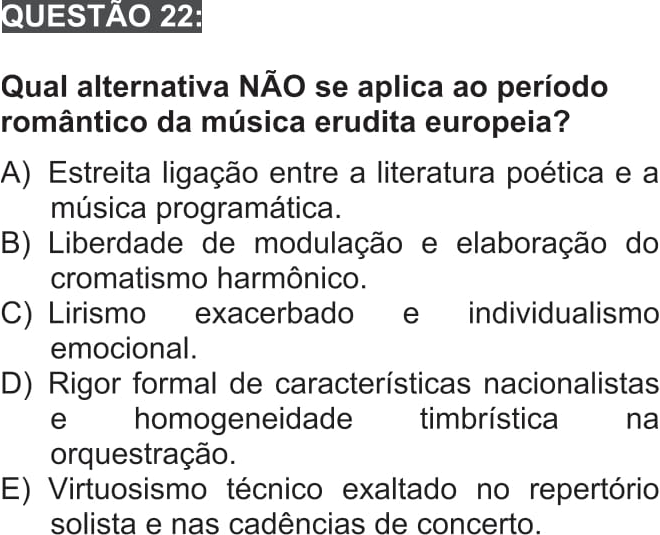 QUESTÃO 22:
Qual alternativa NÃO se aplica ao período
romântico da música erudita europeia?
A) Estreita ligação entre a literatura poética e a
música programática.
B) Liberdade de modulação e elaboração do
cromatismo harmônico.
C) Lirismo exacerbado e individualismo
emocional.
D) Rigor formal de características nacionalistas
e homogeneidade timbrística na
orquestração.
E) Virtuosismo técnico exaltado no repertório
solista e nas cadências de concerto.